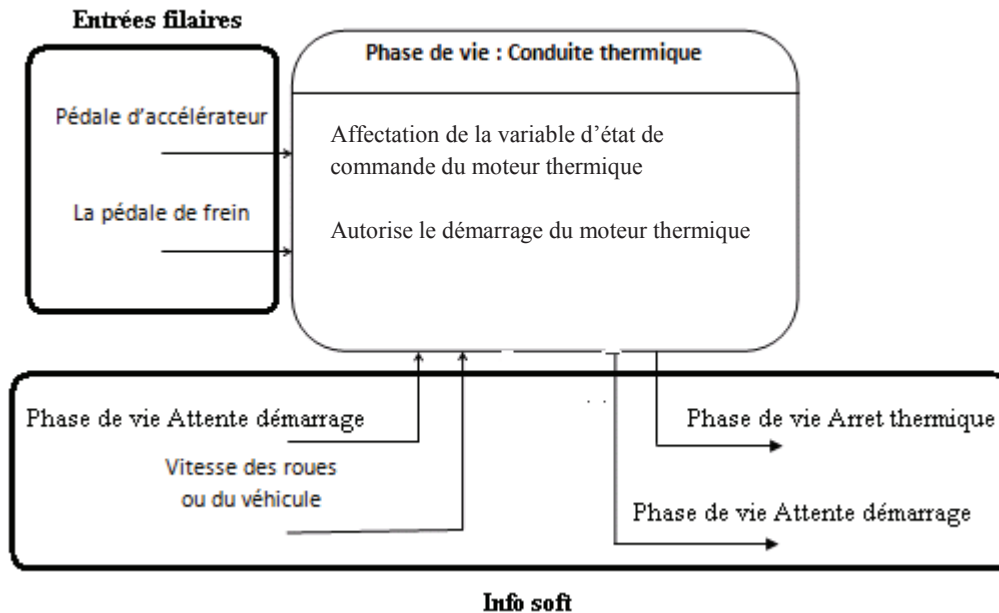 Entrées filaires
Pédale d'accélérateur
La pédale de frein
Phase de vie : Conduite thermique
Affectation de la variable d'état de
commande du moteur thermique
Autorise le démarrage du moteur thermique
Phase de vie Attente démarrage
Vitesse des roues
ou du véhicule
Phase de vie Arret thermique
Phase de vie Attente démarrage
Info soft